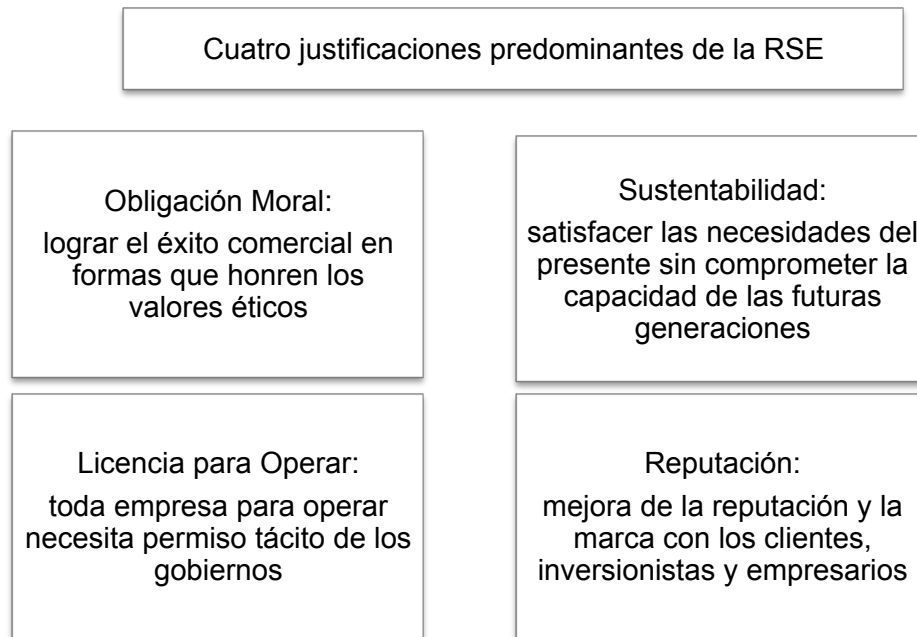 Cuatro justificaciones predominantes de la RSE
Obligación Moral:
lograr el éxito comercial en
formas que honren los
valores éticos
Sustentabilidad:
satisfacer las necesidades del
presente sin comprometer la
capacidad de las futuras
generaciones
Licencia para Operar:
toda empresa para operar
necesita permiso tácito de los
gobiernos
Reputación:
mejora de la reputación y la
marca con los clientes,
inversionistas y empresarios